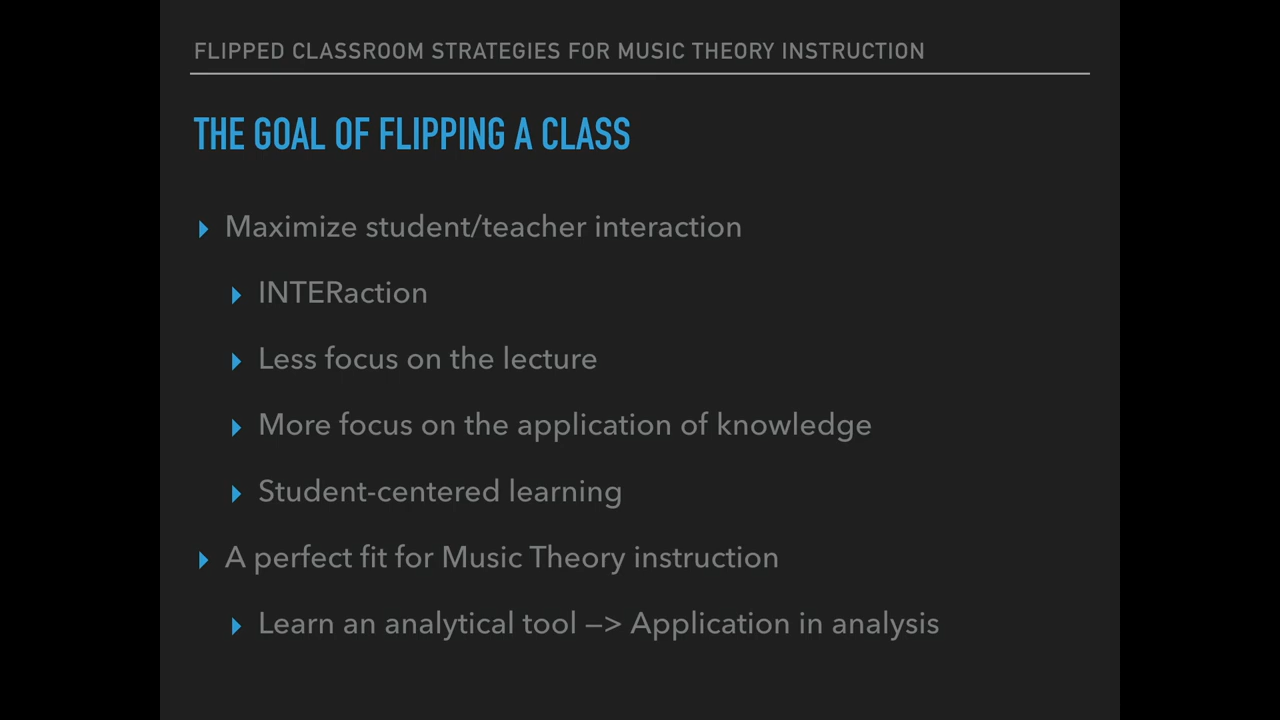 FLIPPED CLASSROOM STRATEGIES FOR MUSIC THEORY INSTRUCTION
THE GOAL OF FLIPPING A CLASS
Maximize student/teacher interaction
INTERaction
Less focus on the lecture
More focus on the application of knowledge
Student-centered learning
A perfect fit for Music Theory instruction
Learn an analytical tool —> Application in analysis